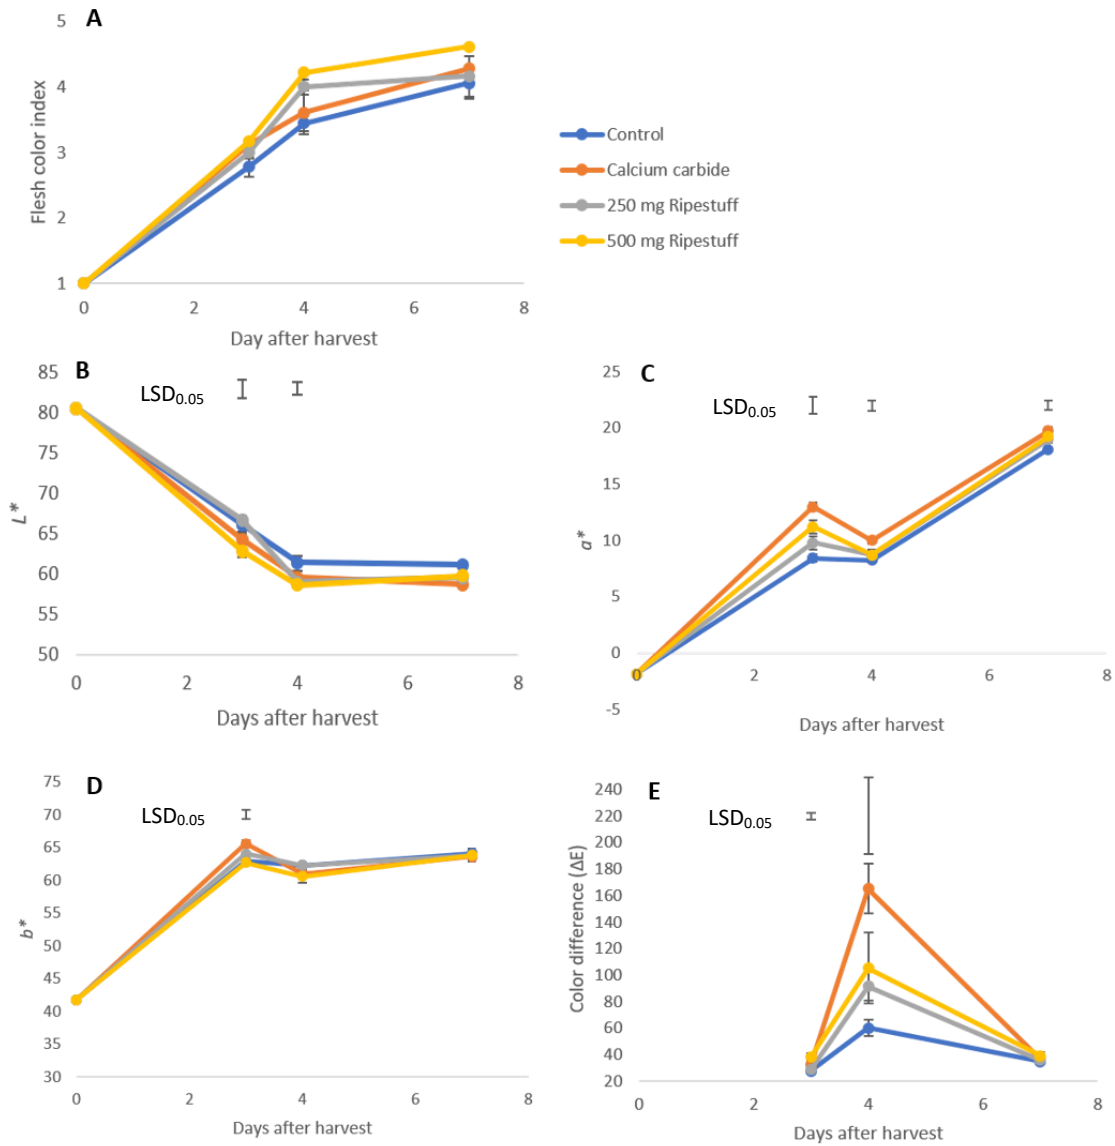 A
5
4
3
2
1
Flesh color index
0 2 4 6 8
Day after harvest
Control
Calcium carbide
250 mg Ripestuff
500 mg Ripestuff
B
LSD0.05
85
80
75
70
65
60
55
50
L*
0 2 4 6 8
Days after harvest
C
LSD0.05
25
20
15
10
5
0
-5
a*
0 2 4 6 8
Days after harvest
D
LSD0.05
75
70
65
60
55
50
45
40
35
30
b*
0 2 4 6 8
Days after harvest
E
LSD0.05
240
220
200
180
160
140
120
100
80
60
40
20
Color difference (ΔE)
0 2 4 6 8
Days after harvest